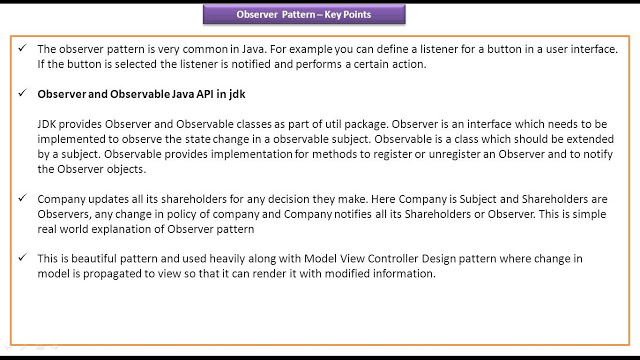 Observer Pattern – Key Points
✓ The observer pattern is very common in Java. For example you can define a listener for a button in a user interface.
If the button is selected the listener is notified and performs a certain action.
✓ Observer and Observable Java API in jdk
JDK provides Observer and Observable classes as part of util package. Observer is an interface which needs to be
implemented to observe the state change in a observable subject. Observable is a class which should be extended
by a subject. Observable provides implementation for methods to register or unregister an Observer and to notify
the Observer objects.
✓ Company updates all its shareholders for any decision they make. Here Company is Subject and Shareholders are
Observers, any change in policy of company and Company notifies all its Shareholders or Observer. This is simple
real world explanation of Observer pattern
✓ This is beautiful pattern and used heavily along with Model View Controller Design pattern where change in
model is propagated to view so that it can render it with modified information.